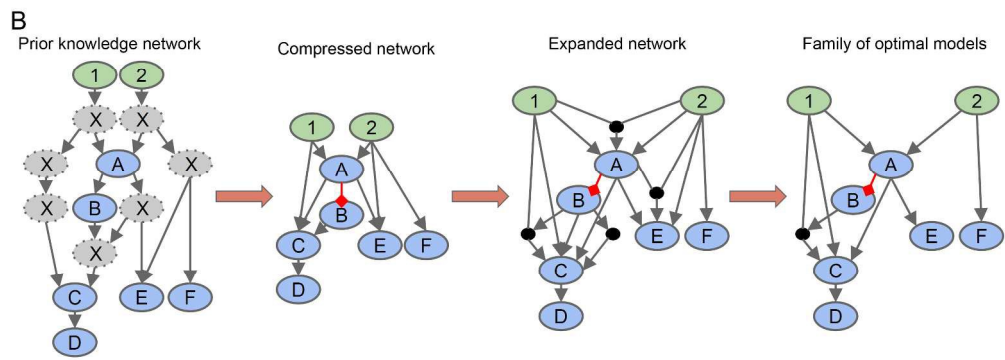 B
Prior knowledge network
Compressed network
Expanded network
Family of optimal models
1 2
X X
X A X
X B X
X
C E F
D
1 2
A
B
C E F
D
1 2
A
B
E F
C
D
1 2
A
B
E F
C
D